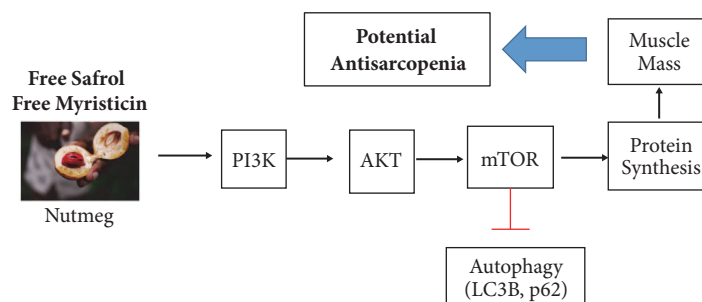 Free Safrol
Free Myristicin
Nutmeg
PI3K
AKT
mTOR
Autophagy
(LC3B, p62)
Protein
Synthesis
Muscle
Mass
Potential
Antisarcopenia